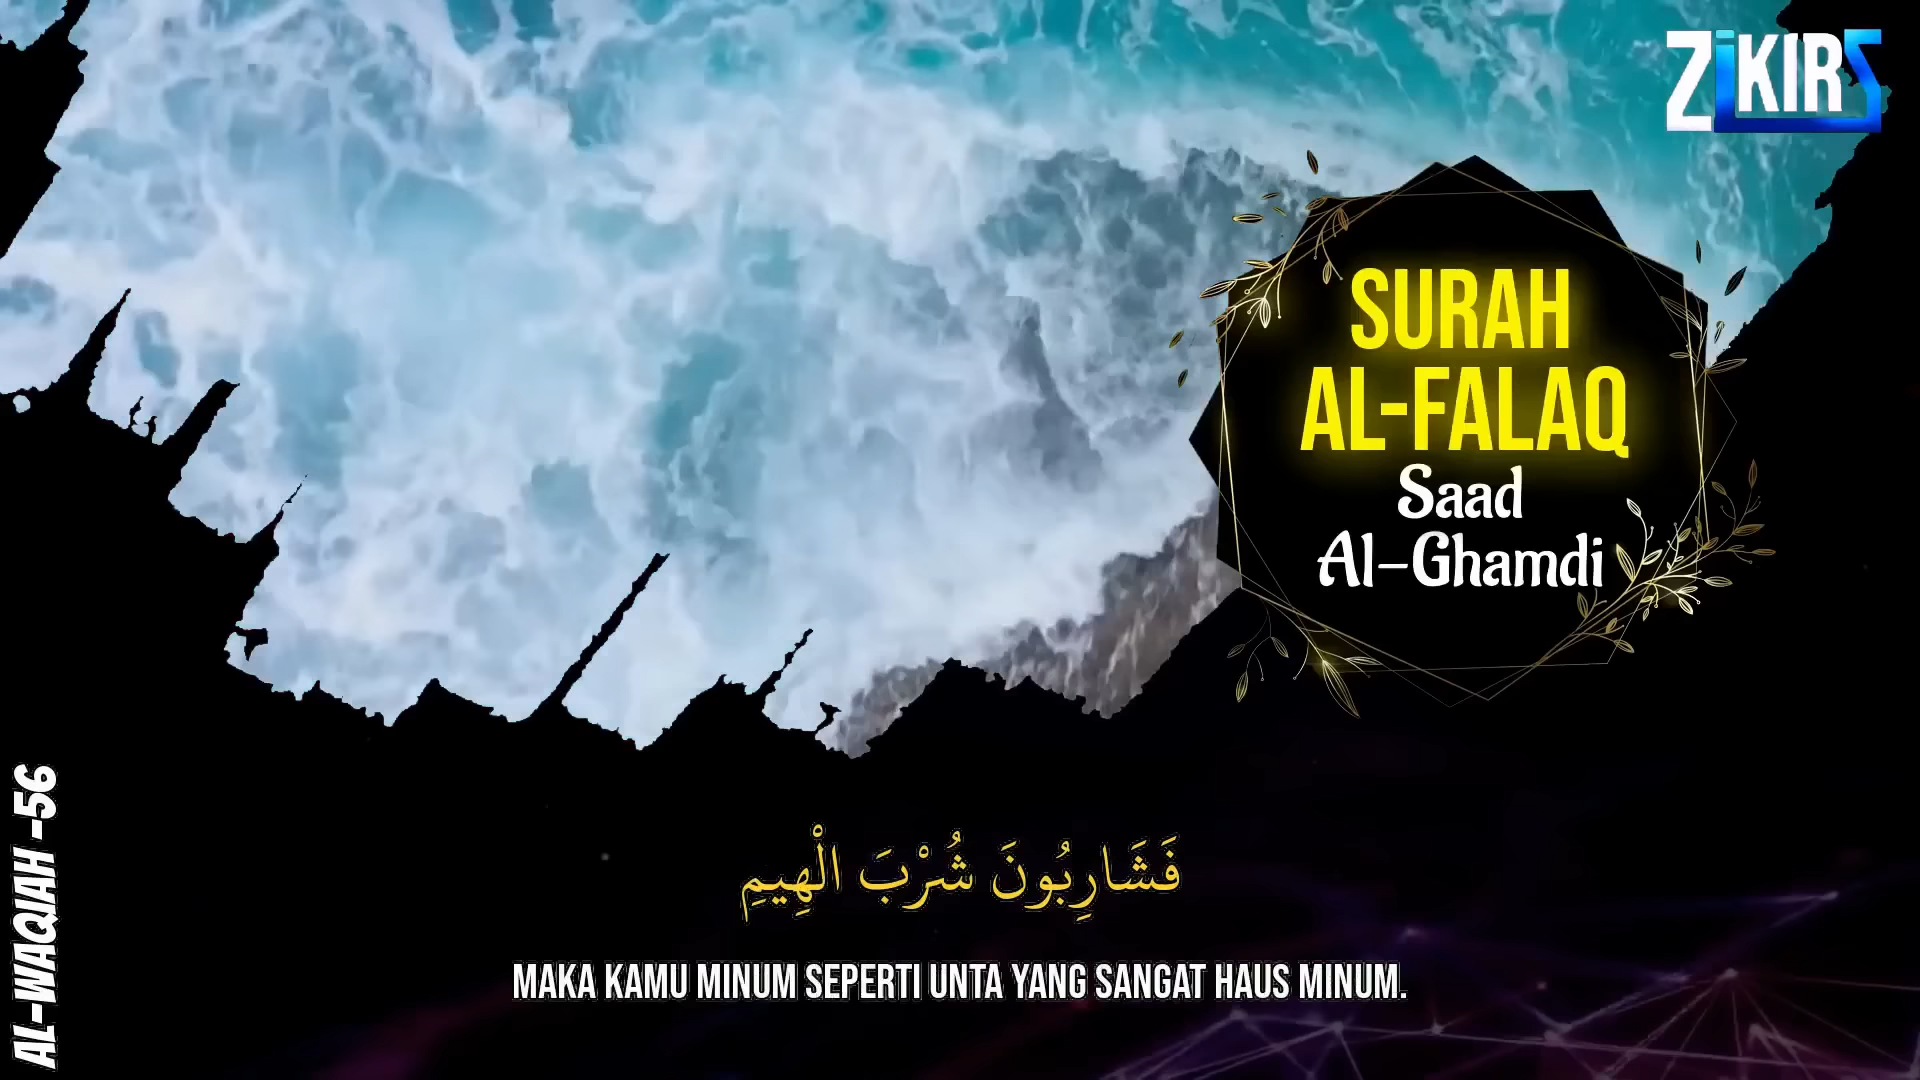 ZiKIRZ
SURAH
AL-FALAQ
Saad
Al-Ghamdi
فَشَارِبُونَ شُرْبَ الْهِيمِ
MAKA KAMU MINUM SEPERTI UNTA YANG SANGAT HAUS MINUM.
AL-WAQIAH -56